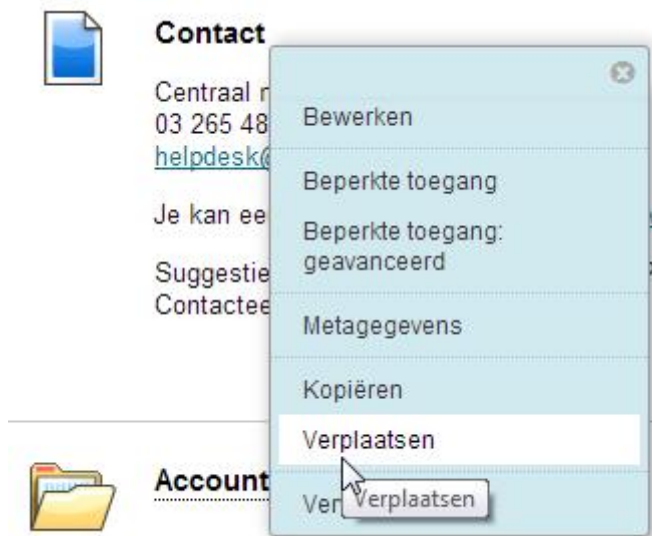 Contact
Centraal
03 265 48
helpdesk@
Je kan
Suggestie
Contactee
Bewerken
Beperkte toegang
Beperkte toegang:
geavanceerd
Metagegevens
Kopiëren
Verplaatsen
Account
Verplaatsen